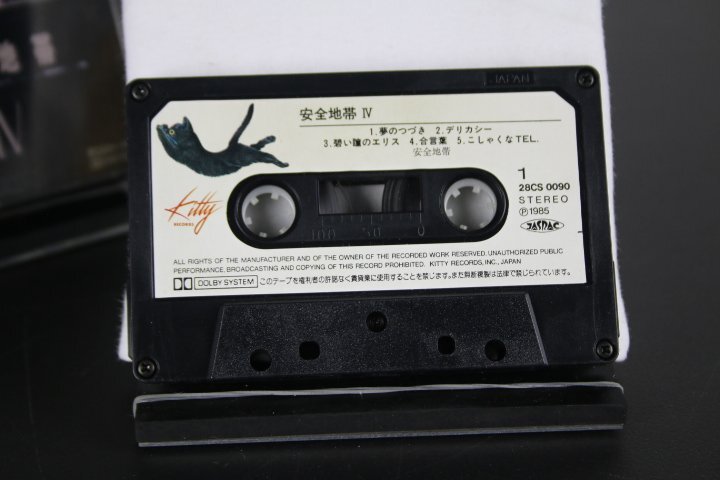 地帯
IV
JAPAN
安全地帯 IV
1.夢のつづき 2.デリカシー
3.碧い瞳のエリス 4.合言葉 5.こしゃくなTEL.
安全地帯
1
28CS 0090
STEREO
Ⓟ1985
JASRAC
Kitty
RECORDS
100 50 0
ALL RIGHTS OF THE MANUFACTURER AND OF THE OWNER OF THE RECORDED WORK RESERVED. UNAUTHORIZED PUBLIC
PERFORMANCE, BROADCASTING AND COPYING OF THIS RECORD PROHIBITED. KITTY RECORDS, INC., JAPAN
DOLBY SYSTEM このテープを権利者の許諾なく賃貸業に使用することを禁じます。また無断複製は法律で禁じられています。